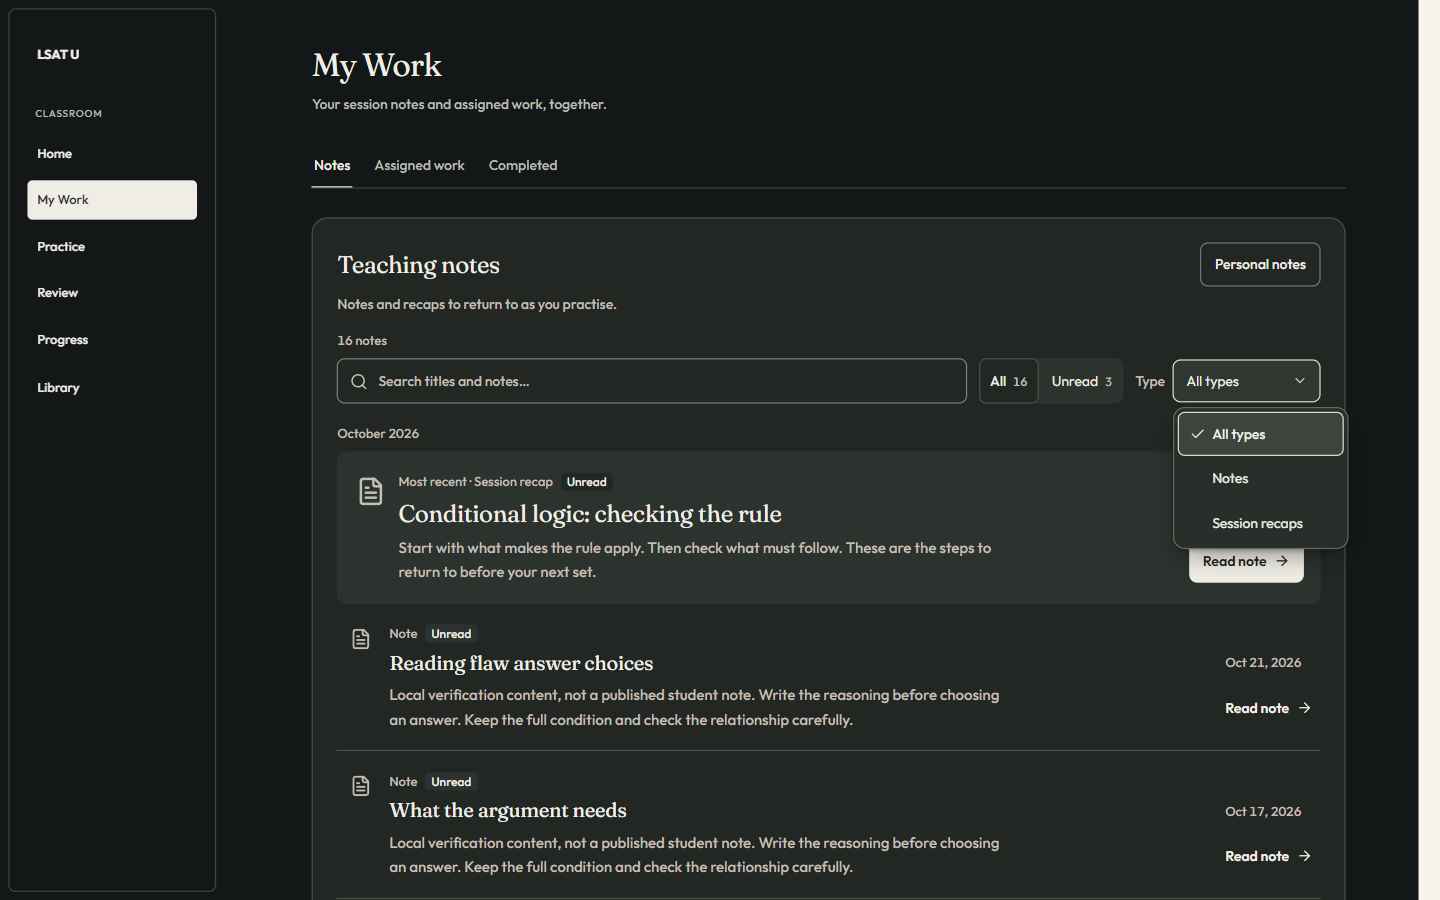 LSAT U
CLASSROOM
Home
My Work
Practice
Review
Progress
Library
My Work
Your session notes and assigned work, together.
Notes
Assigned work
Completed
Teaching notes
Personal notes
Notes and recaps to return to as you practise.
16 notes
Search titles and notes...
All 16
Unread 3
Type
All types
All types
Notes
Session recaps
October 2026
Most recent · Session recap Unread
Conditional logic: checking the rule
Start with what makes the rule apply. Then check what must follow. These are the steps to
return to before your next set.
Read note →
Note Unread
Reading flaw answer choices
Local verification content, not a published student note. Write the reasoning before choosing
an answer. Keep the full condition and check the relationship carefully.
Oct 21, 2026
Read note →
Note Unread
What the argument needs
Local verification content, not a published student note. Write the reasoning before choosing
an answer. Keep the full condition and check the relationship carefully.
Oct 17, 2026
Read note →